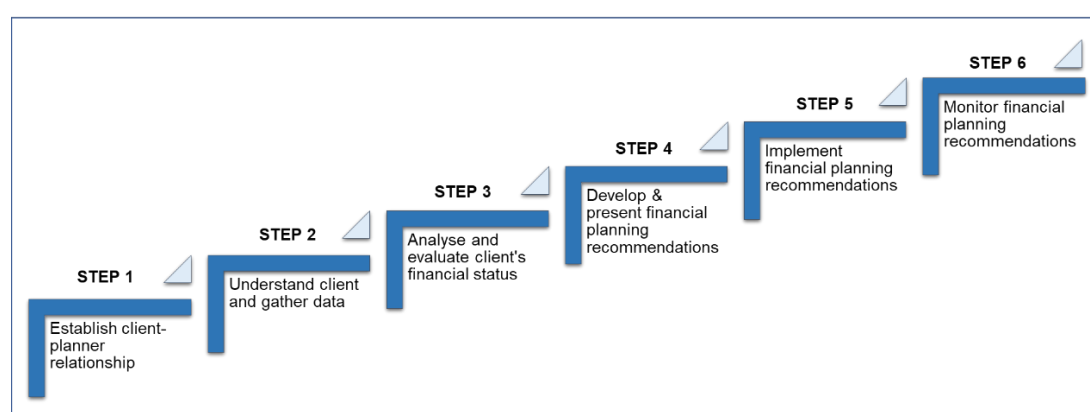 STEP 1
Establish client-
planner
relationship
STEP 2
Understand client
and gather data
STEP 3
Analyse and
evaluate client's
financial status
STEP 4
Develop &
present financial
planning
recommendations
STEP 5
Implement
financial planning
recommendations
STEP 6
Monitor financial
planning
recommendations